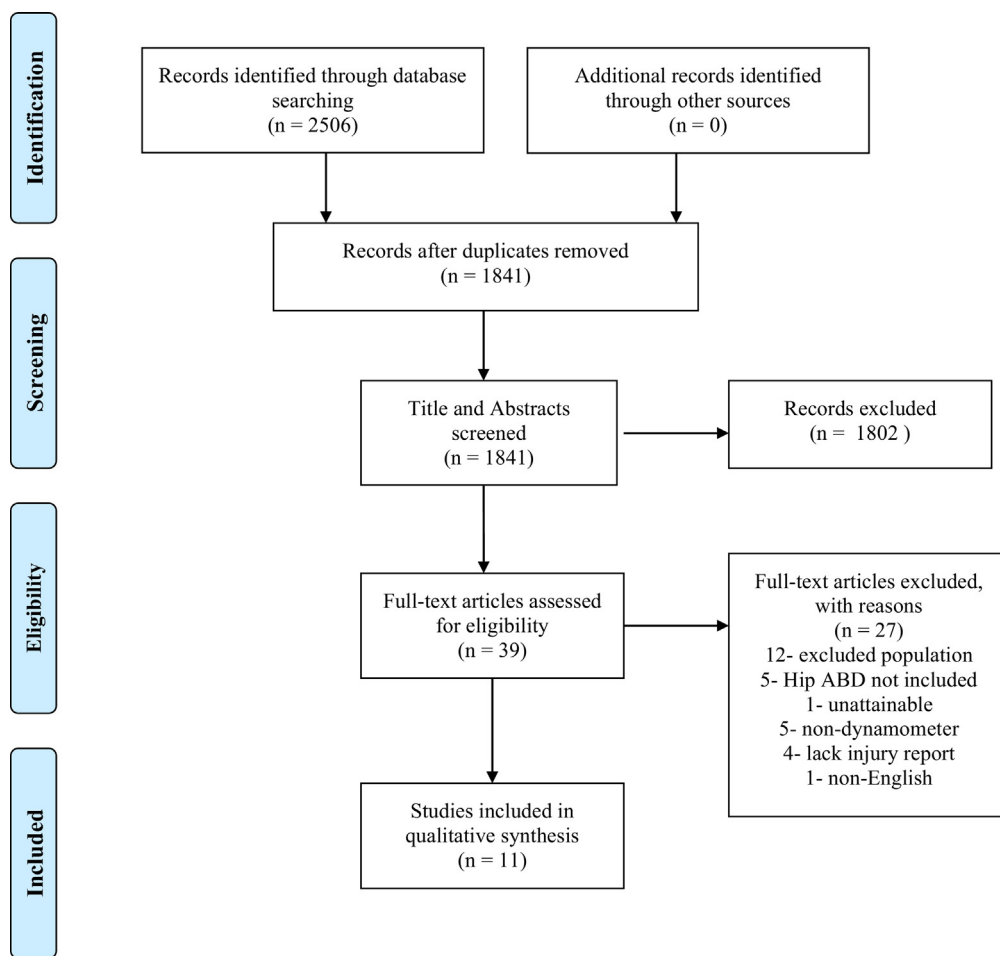 Identification
Records identified through database
searching
(n = 2506)
Additional records identified
through other sources
(n = 0)
Records after duplicates removed
(n = 1841)
Screening
Title and Abstracts
screened
(n = 1841)
Records excluded
(n =  1802 )
Eligibility
Full-text articles assessed
for eligibility
(n = 39)
Full-text articles excluded,
with reasons
(n = 27)
12- excluded population
5- Hip ABD not included
1- unattainable
5- non-dynamometer
4- lack injury report
1- non-English
Included
Studies included in
qualitative synthesis
(n = 11)